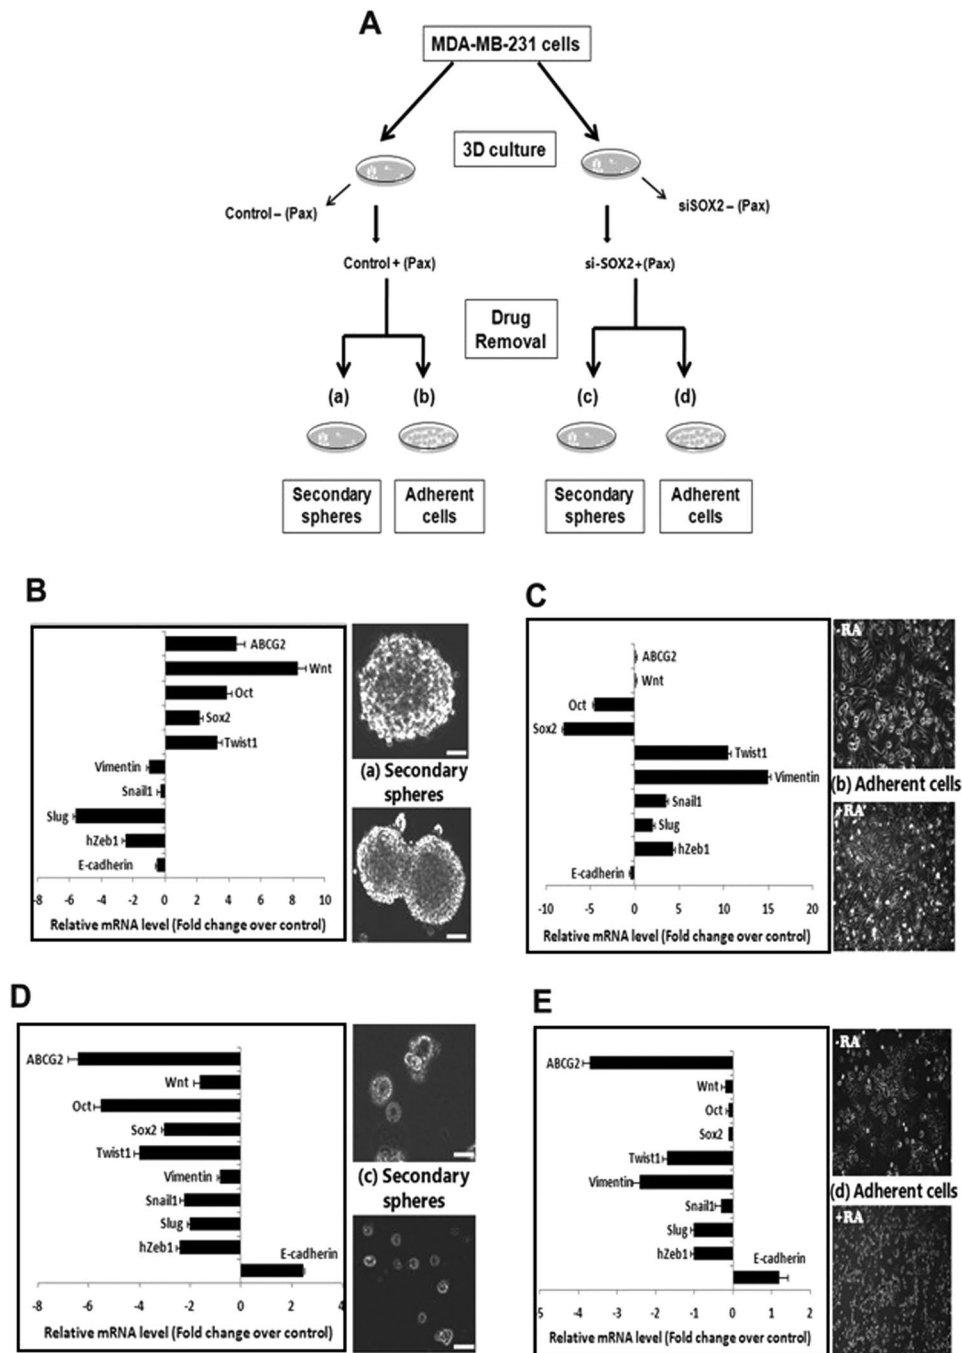 A
MDA-MB-231 cells
3D culture
Control – (Pax)
siSOX2 – (Pax)
Control + (Pax)
si-SOX2+(Pax)
Drug
Removal
(a)
(b)
(c)
(d)
Secondary
spheres
Adherent
cells
Secondary
spheres
Adherent
cells
B
ABCG2
Wnt
Oct
Sox2
Twist1
Vimentin
Snail1
Slug
hZeb1
E-cadherin
-8 -6 -4 -2 0 2 4 6 8 10
Relative mRNA level (Fold change over control)
(a) Secondary
spheres
C
ABCG2
Wnt
Oct
Sox2
Twist1
Vimentin
Snail1
Slug
hZeb1
E-cadherin
-10 -5 0 5 10 15 20
Relative mRNA level (Fold change over control)
-RA
(b) Adherent cells
+RA
D
ABCG2
Wnt
Oct
Sox2
Twist1
Vimentin
Snail1
Slug
hZeb1
E-cadherin
-8 -6 -4 -2 0 2 4
Relative mRNA level (Fold change over control)
(c) Secondary
spheres
E
ABCG2
Wnt
Oct
Sox2
Twist1
Vimentin
Snail1
Slug
hZeb1
E-cadherin
-5 -4 -3 -2 -1 0 1 2
Relative mRNA level (Fold change over control)
-RA
(d) Adherent cells
+RA